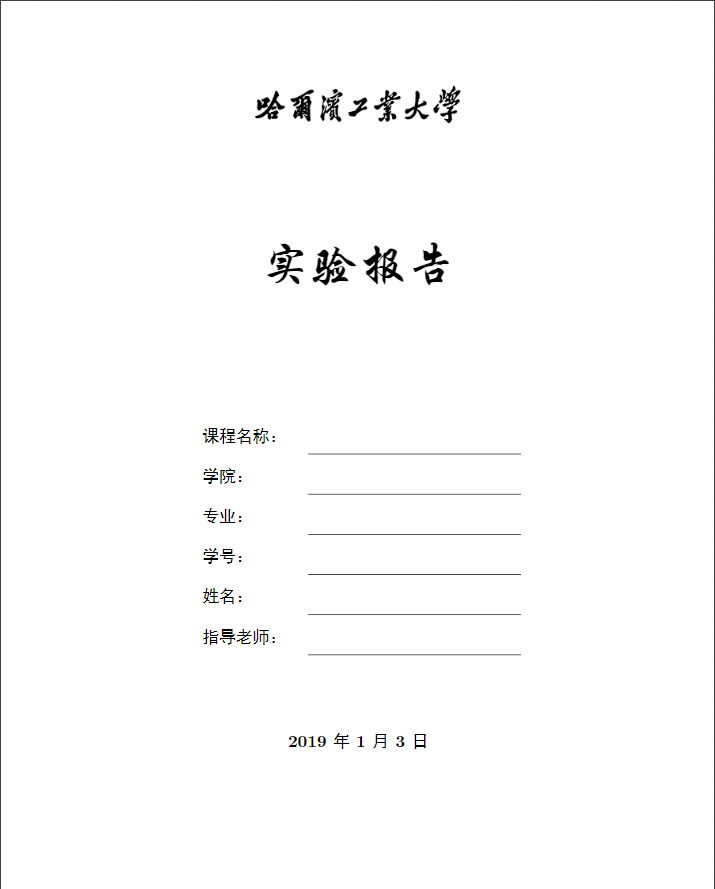 哈爾濱工業大學
实验报告
课程名称：
学院：
专业：
学号：
姓名：
指导老师：
2019 年 1 月 3 日